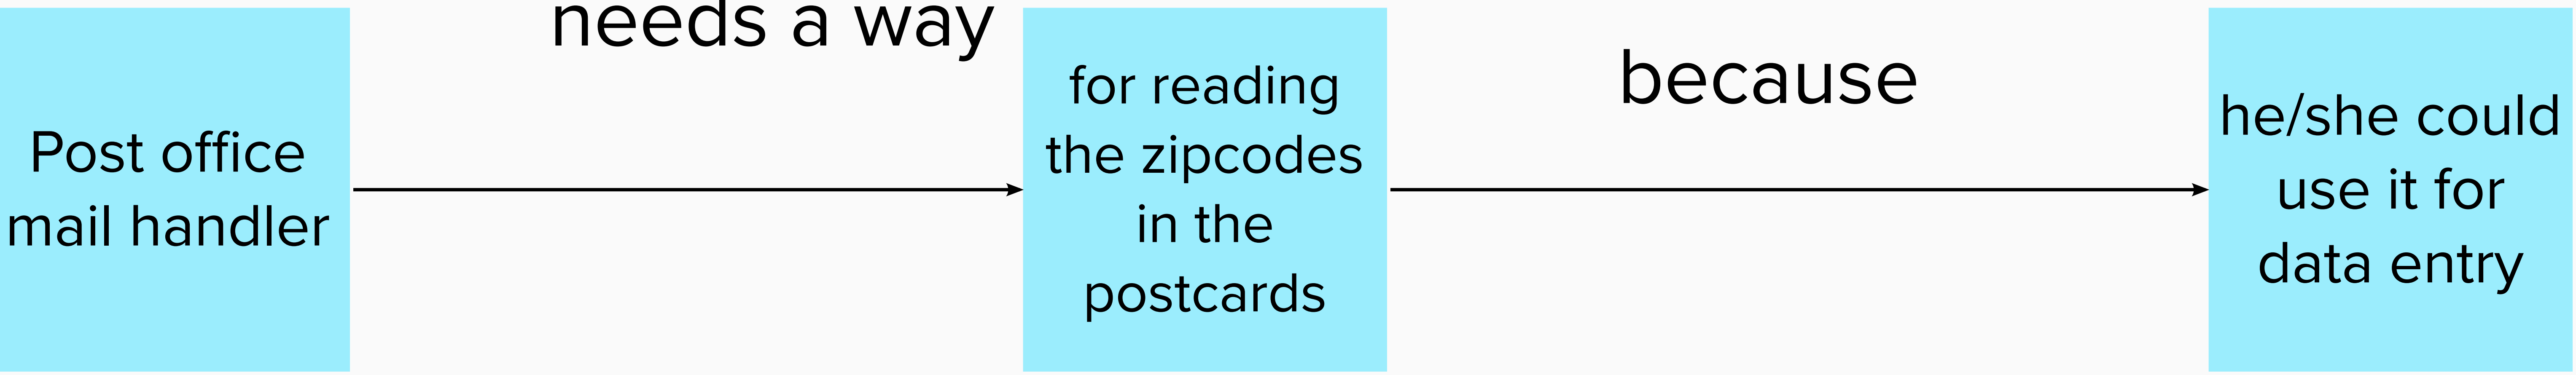 Post office
mail handler
needs a way
for reading
the zipcodes
in the
postcards
because
he/she could
use it for
data entry